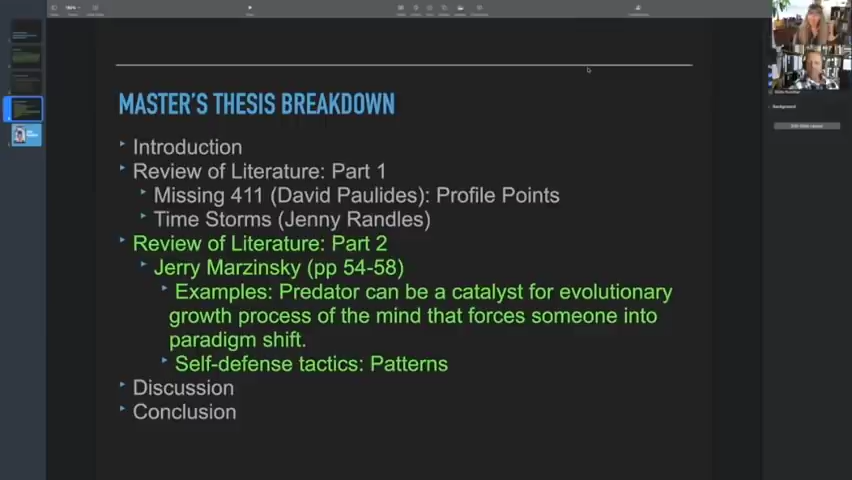 MASTER'S THESIS BREAKDOWN
Introduction
Review of Literature: Part 1
Missing 411 (David Paulides): Profile Points
Time Storms (Jenny Randles)
Review of Literature: Part 2
Jerry Marzinsky (pp 54-58)
Examples: Predator can be a catalyst for evolutionary
growth process of the mind that forces someone into
paradigm shift.
Self-defense tactics: Patterns
Discussion
Conclusion
Background